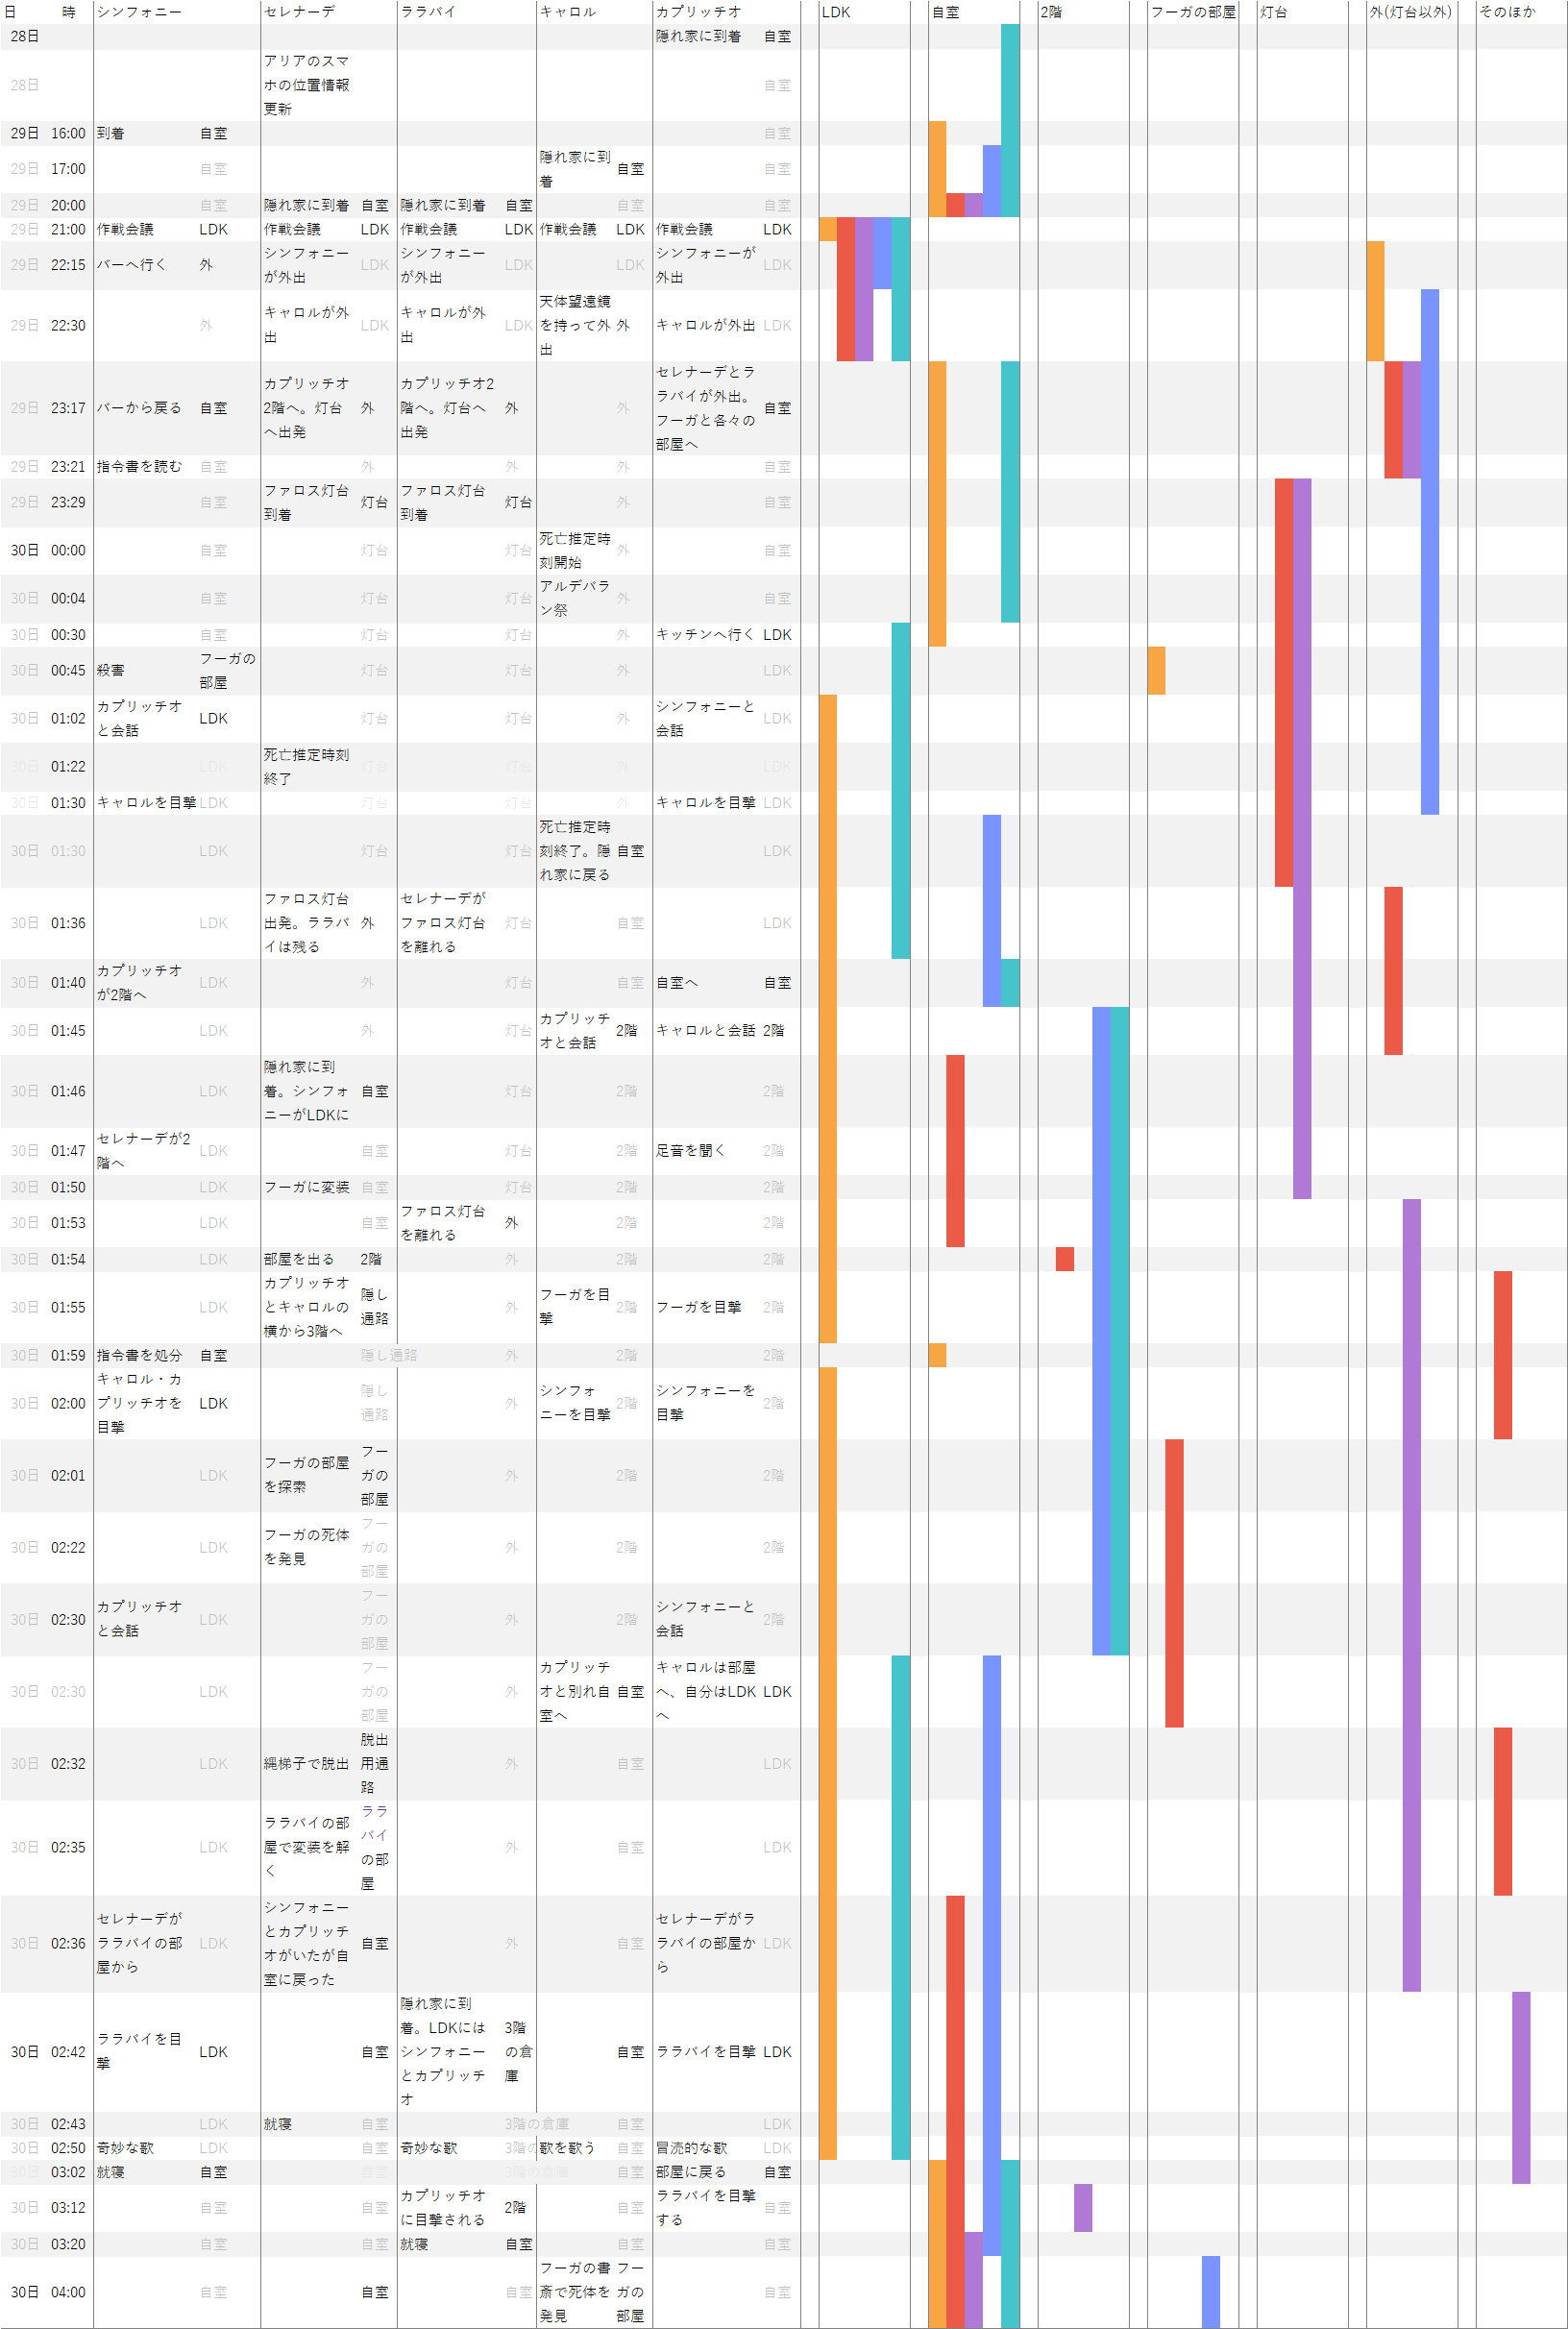 日 時 シンフォニー セレナーデ ララバイ キャロル カプリッチオ LDK 自室 2階 フーガの部屋 灯台 外(灯台以外) そのほか
28日 隠れ家に到着 自室
28日 アリアのスマホの位置情報更新 自室
29日 16:00 到着 自室 自室
29日 17:00 自室 隠れ家に到着 自室 自室
29日 20:00 自室 隠れ家に到着 自室 隠れ家に到着 自室 自室 自室
29日 21:00 作戦会議 LDK 作戦会議 LDK 作戦会議 LDK 作戦会議 LDK 作戦会議 LDK
29日 22:15 バーへ行く 外 シンフォニーが外出 LDK シンフォニーが外出 LDK LDK シンフォニーが外出 LDK
29日 22:30 外 キャロルが外出 LDK キャロルが外出 LDK 天体望遠鏡を持って外出 外 キャロルが外出 LDK
29日 23:17 バーから戻る 自室 カプリッチオ2階へ。灯台へ出発 外 カプリッチオ2階へ。灯台へ出発 外 外 セレナーデとララバイが外出。フーガと各々の部屋へ 自室
29日 23:21 指令書を読む 自室 外 外 外 自室
29日 23:29 自室 ファロス灯台到着 灯台 ファロス灯台到着 灯台 外 自室
30日 00:00 自室 灯台 灯台 死亡推定時刻開始 外 自室
30日 00:04 自室 灯台 灯台 アルデバラン祭 外 自室
30日 00:30 自室 灯台 灯台 外 キッチンへ行く LDK
30日 00:45 殺害 フーガの部屋 灯台 灯台 外 LDK
30日 01:02 カプリッチオと会話 LDK 灯台 灯台 外 シンフォニーと会話 LDK
30日 01:22 LDK 死亡推定時刻終了 灯台 灯台 外 LDK
30日 01:30 キャロルを目撃 LDK 灯台 灯台 外 キャロルを目撃 LDK
30日 01:30 LDK 灯台 灯台 死亡推定時刻終了。隠れ家に戻る 自室 LDK
30日 01:36 LDK ファロス灯台出発。ララバイは残る 外 セレナーデがファロス灯台を離れる 灯台 自室 LDK
30日 01:40 カプリッチオが2階へ LDK 外 灯台 自室 自室へ 自室
30日 01:45 LDK 外 灯台 カプリッチオと会話 2階 キャロルと会話 2階
30日 01:46 LDK 隠れ家に到着。シンフォニーがLDKに 自室 灯台 2階 2階
30日 01:47 セレナーデが2階へ LDK 自室 灯台 2階 足音を聞く 2階
30日 01:50 LDK フーガに変装 自室 灯台 2階 2階
30日 01:53 LDK 自室 ファロス灯台を離れる 外 2階 2階
30日 01:54 LDK 部屋を出る 2階 外 2階 2階
30日 01:55 LDK カプリッチオとキャロルの横から3階へ 隠し通路 外 フーガを目撃 2階 フーガを目撃 2階
30日 01:59 指令書を処分 自室 隠し通路 外 2階 2階
30日 02:00 キャロル・カプリッチオを目撃 LDK 隠し通路 外 シンフォニーを目撃 2階 シンフォニーを目撃 2階
30日 02:01 LDK フーガの部屋を探索 フーガの部屋 外 2階 2階
30日 02:22 LDK フーガの死体を発見 フーガの部屋 外 2階 2階
30日 02:30 カプリッチオと会話 LDK フーガの部屋 外 2階 シンフォニーと会話 2階
30日 02:30 LDK フーガの部屋 外 カプリッチオと別れ自室へ 自室 キャロルは部屋へ、自分はLDKへ LDK
30日 02:32 LDK 縄梯子で脱出 脱出用通路 外 自室 LDK
30日 02:35 LDK ララバイの部屋で変装を解く ララバイの部屋 外 自室 LDK
30日 02:36 セレナーデがララバイの部屋から LDK シンフォニーとカプリッチオがいたが自室に戻った 自室 外 自室 セレナーデがララバイの部屋から LDK
30日 02:42 ララバイを目撃 LDK 自室 隠れ家に到着。LDKにはシンフォニーとカプリッチオ 3階の倉庫 自室 ララバイを目撃 LDK
30日 02:43 LDK 就寝 自室 3階の倉庫 自室 LDK
30日 02:50 奇妙な歌 LDK 自室 奇妙な歌 3階の 歌を歌う 自室 冒涜的な歌 LDK
30日 03:02 就寝 自室 自室 3階の倉庫 自室 部屋に戻る 自室
30日 03:12 自室 自室 カプリッチオに目撃される 2階 自室 ララバイを目撃する 自室
30日 03:20 自室 自室 就寝 自室 自室 自室
30日 04:00 自室 自室 自室 フーガの書斎で死体を発見 フーガの部屋 自室